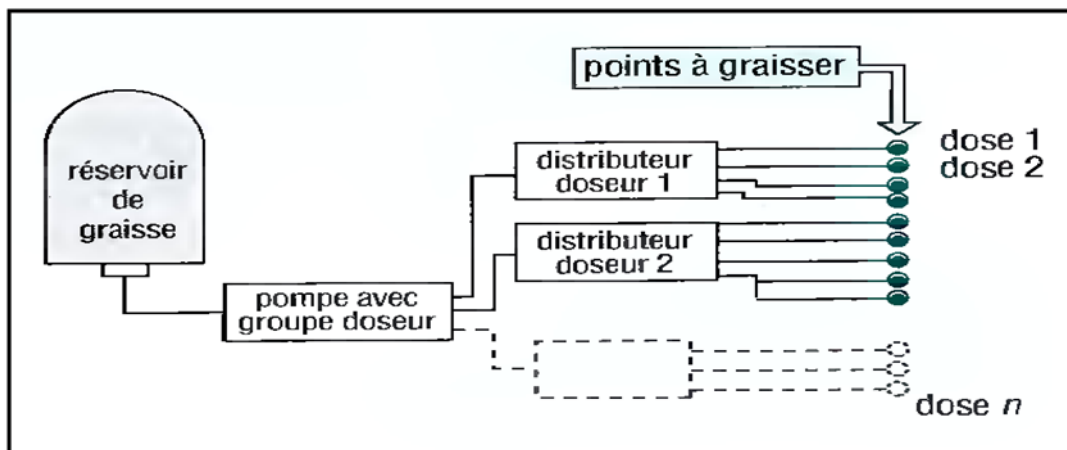 points à graisser
réservoir
de
graisse
distributeur
doseur 1
dose 1
dose 2
distributeur
doseur 2
pompe avec
groupe doseur
dose n